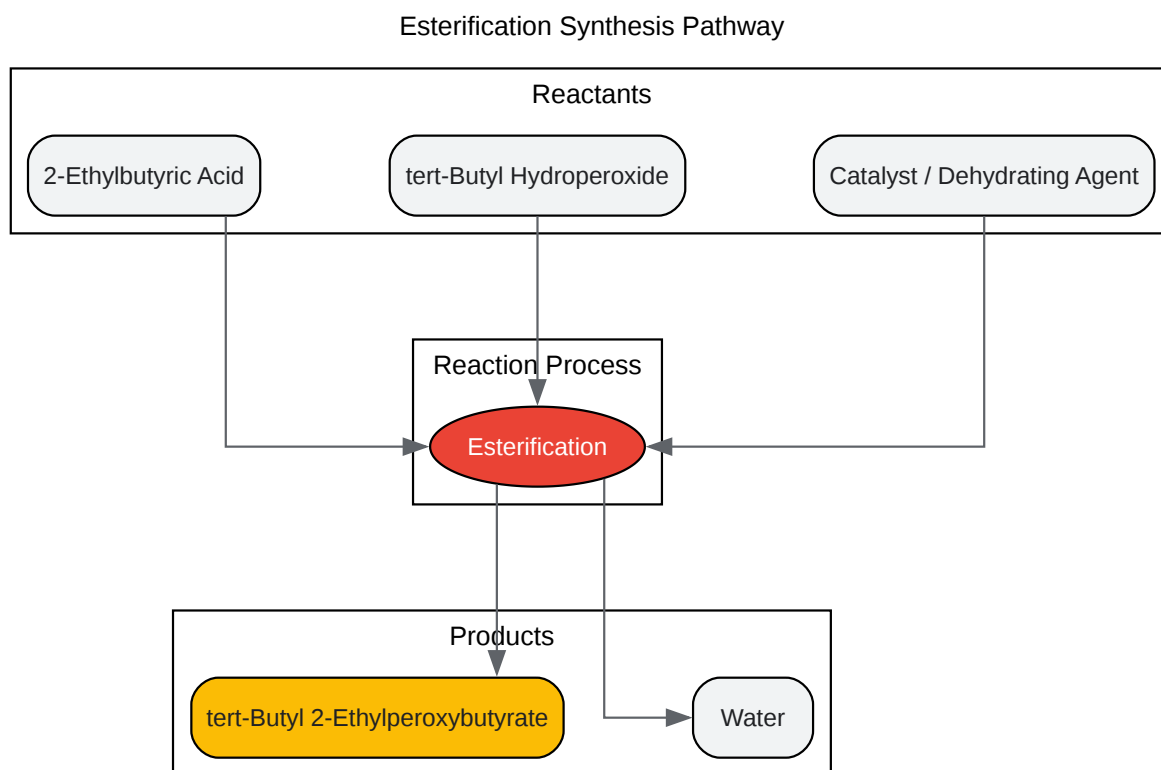 Esterification Synthesis Pathway
Reactants
2-Ethylbutyric Acid
tert-Butyl Hydroperoxide
Catalyst / Dehydrating Agent
Reaction Process
Esterification
Products
tert-Butyl 2-Ethylperoxybutyrate
Water